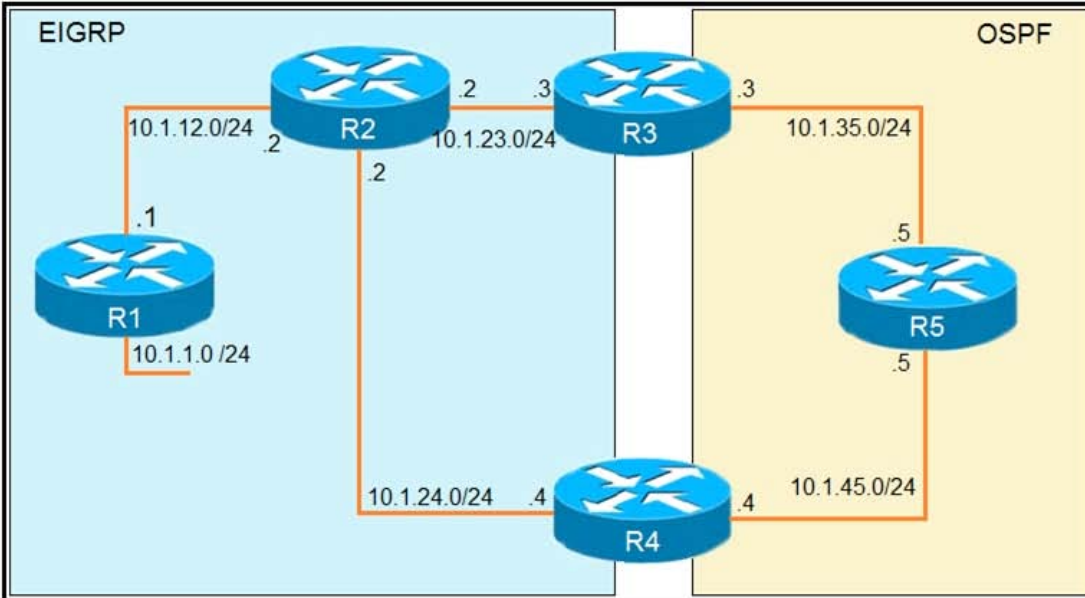 EIGRP
OSPF
.2
.3
.3
R2
R3
10.1.12.0/24
.2
10.1.23.0/24
10.1.35.0/24
.2
.1
.5
R1
R5
10.1.1.0 /24
.5
10.1.24.0/24
.4
.4
10.1.45.0/24
R4